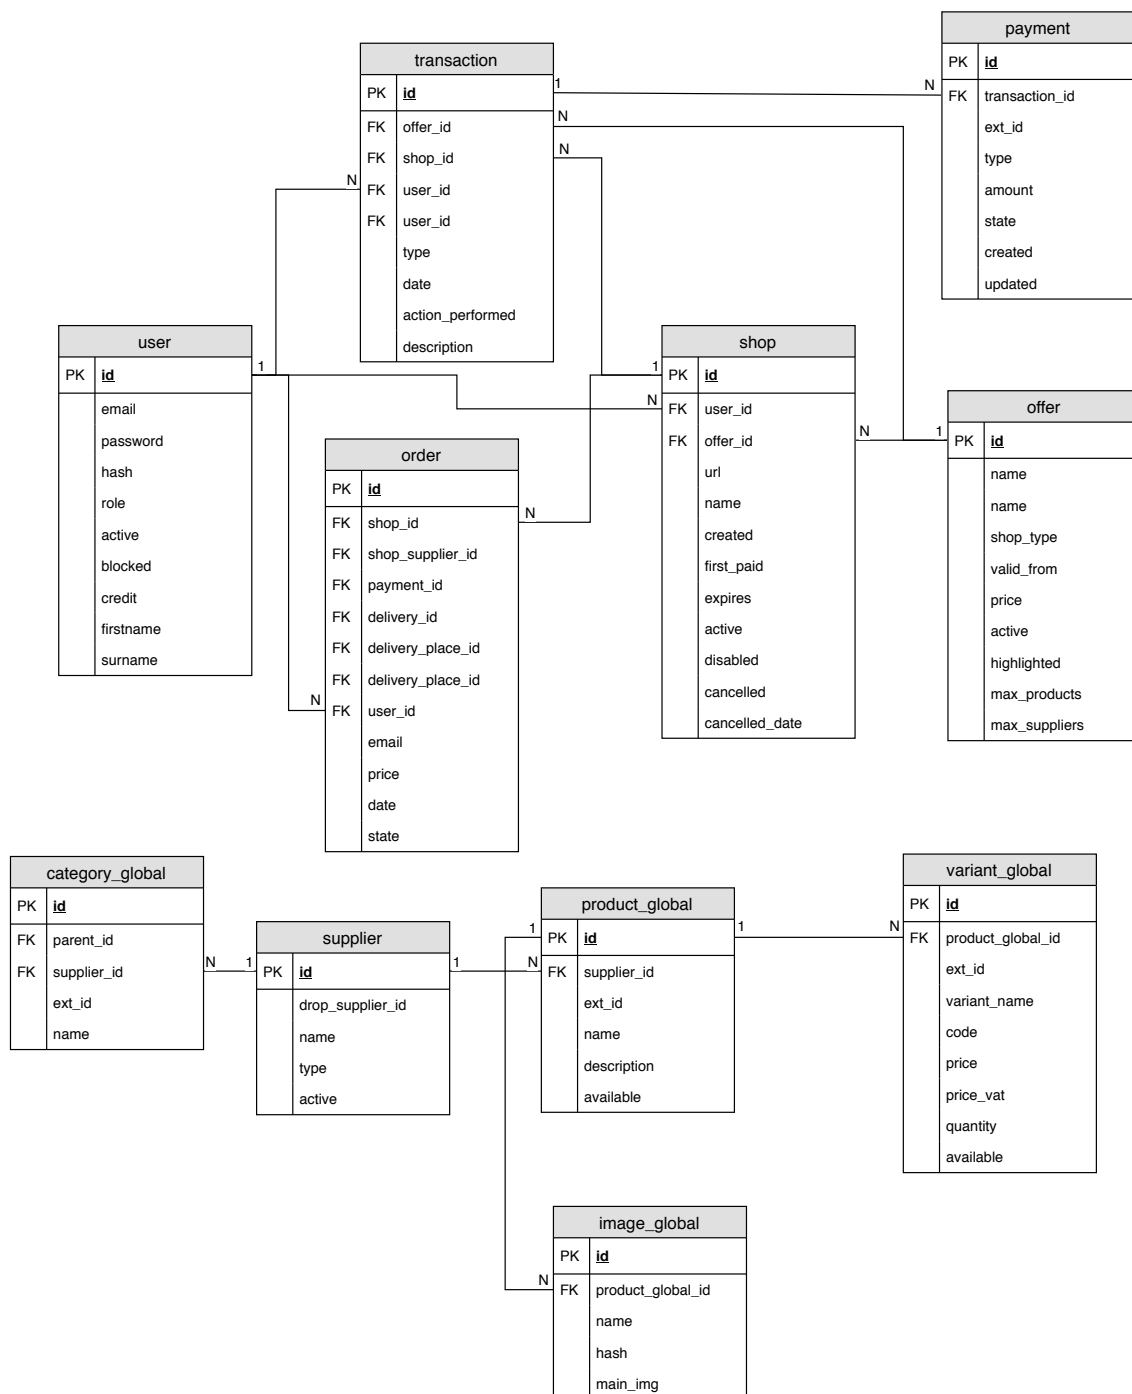 payment
PK id
FK transaction_id
ext_id
type
amount
state
created
updated
transaction
PK id
FK offer_id
FK shop_id
FK user_id
FK user_id
type
date
action_performed
description
1
N
N
N
N
user
PK id
email
password
hash
role
active
blocked
credit
firstname
surname
1
N
N
shop
PK id
FK user_id
FK offer_id
url
name
created
first_paid
expires
active
disabled
cancelled
cancelled_date
1
N
1
offer
PK id
name
name
shop_type
valid_from
price
active
highlighted
max_products
max_suppliers
order
PK id
FK shop_id
FK shop_supplier_id
FK payment_id
FK delivery_id
FK delivery_place_id
FK delivery_place_id
FK user_id
email
price
date
state
N
N
category_global
PK id
FK parent_id
FK supplier_id
ext_id
name
N
1
supplier
PK id
drop_supplier_id
name
type
active
1
1
N
product_global
PK id
FK supplier_id
ext_id
name
description
available
1
N
variant_global
PK id
FK product_global_id
ext_id
variant_name
code
price
price_vat
quantity
available
image_global
PK id
N
FK product_global_id
name
hash
main_img